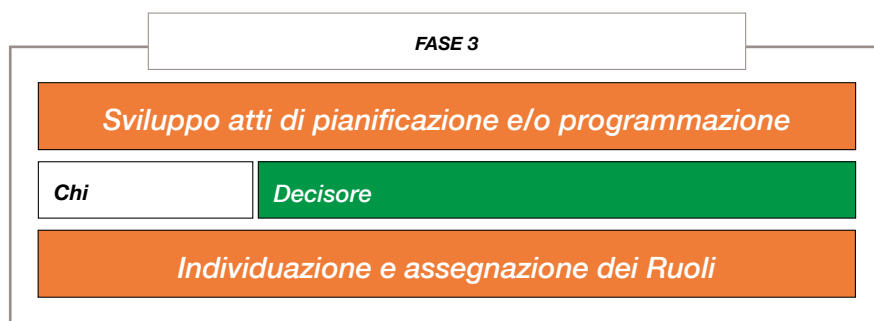 FASE 3
Sviluppo atti di pianificazione e/o programmazione
Chi
Decisore
Individuazione e assegnazione dei Ruoli